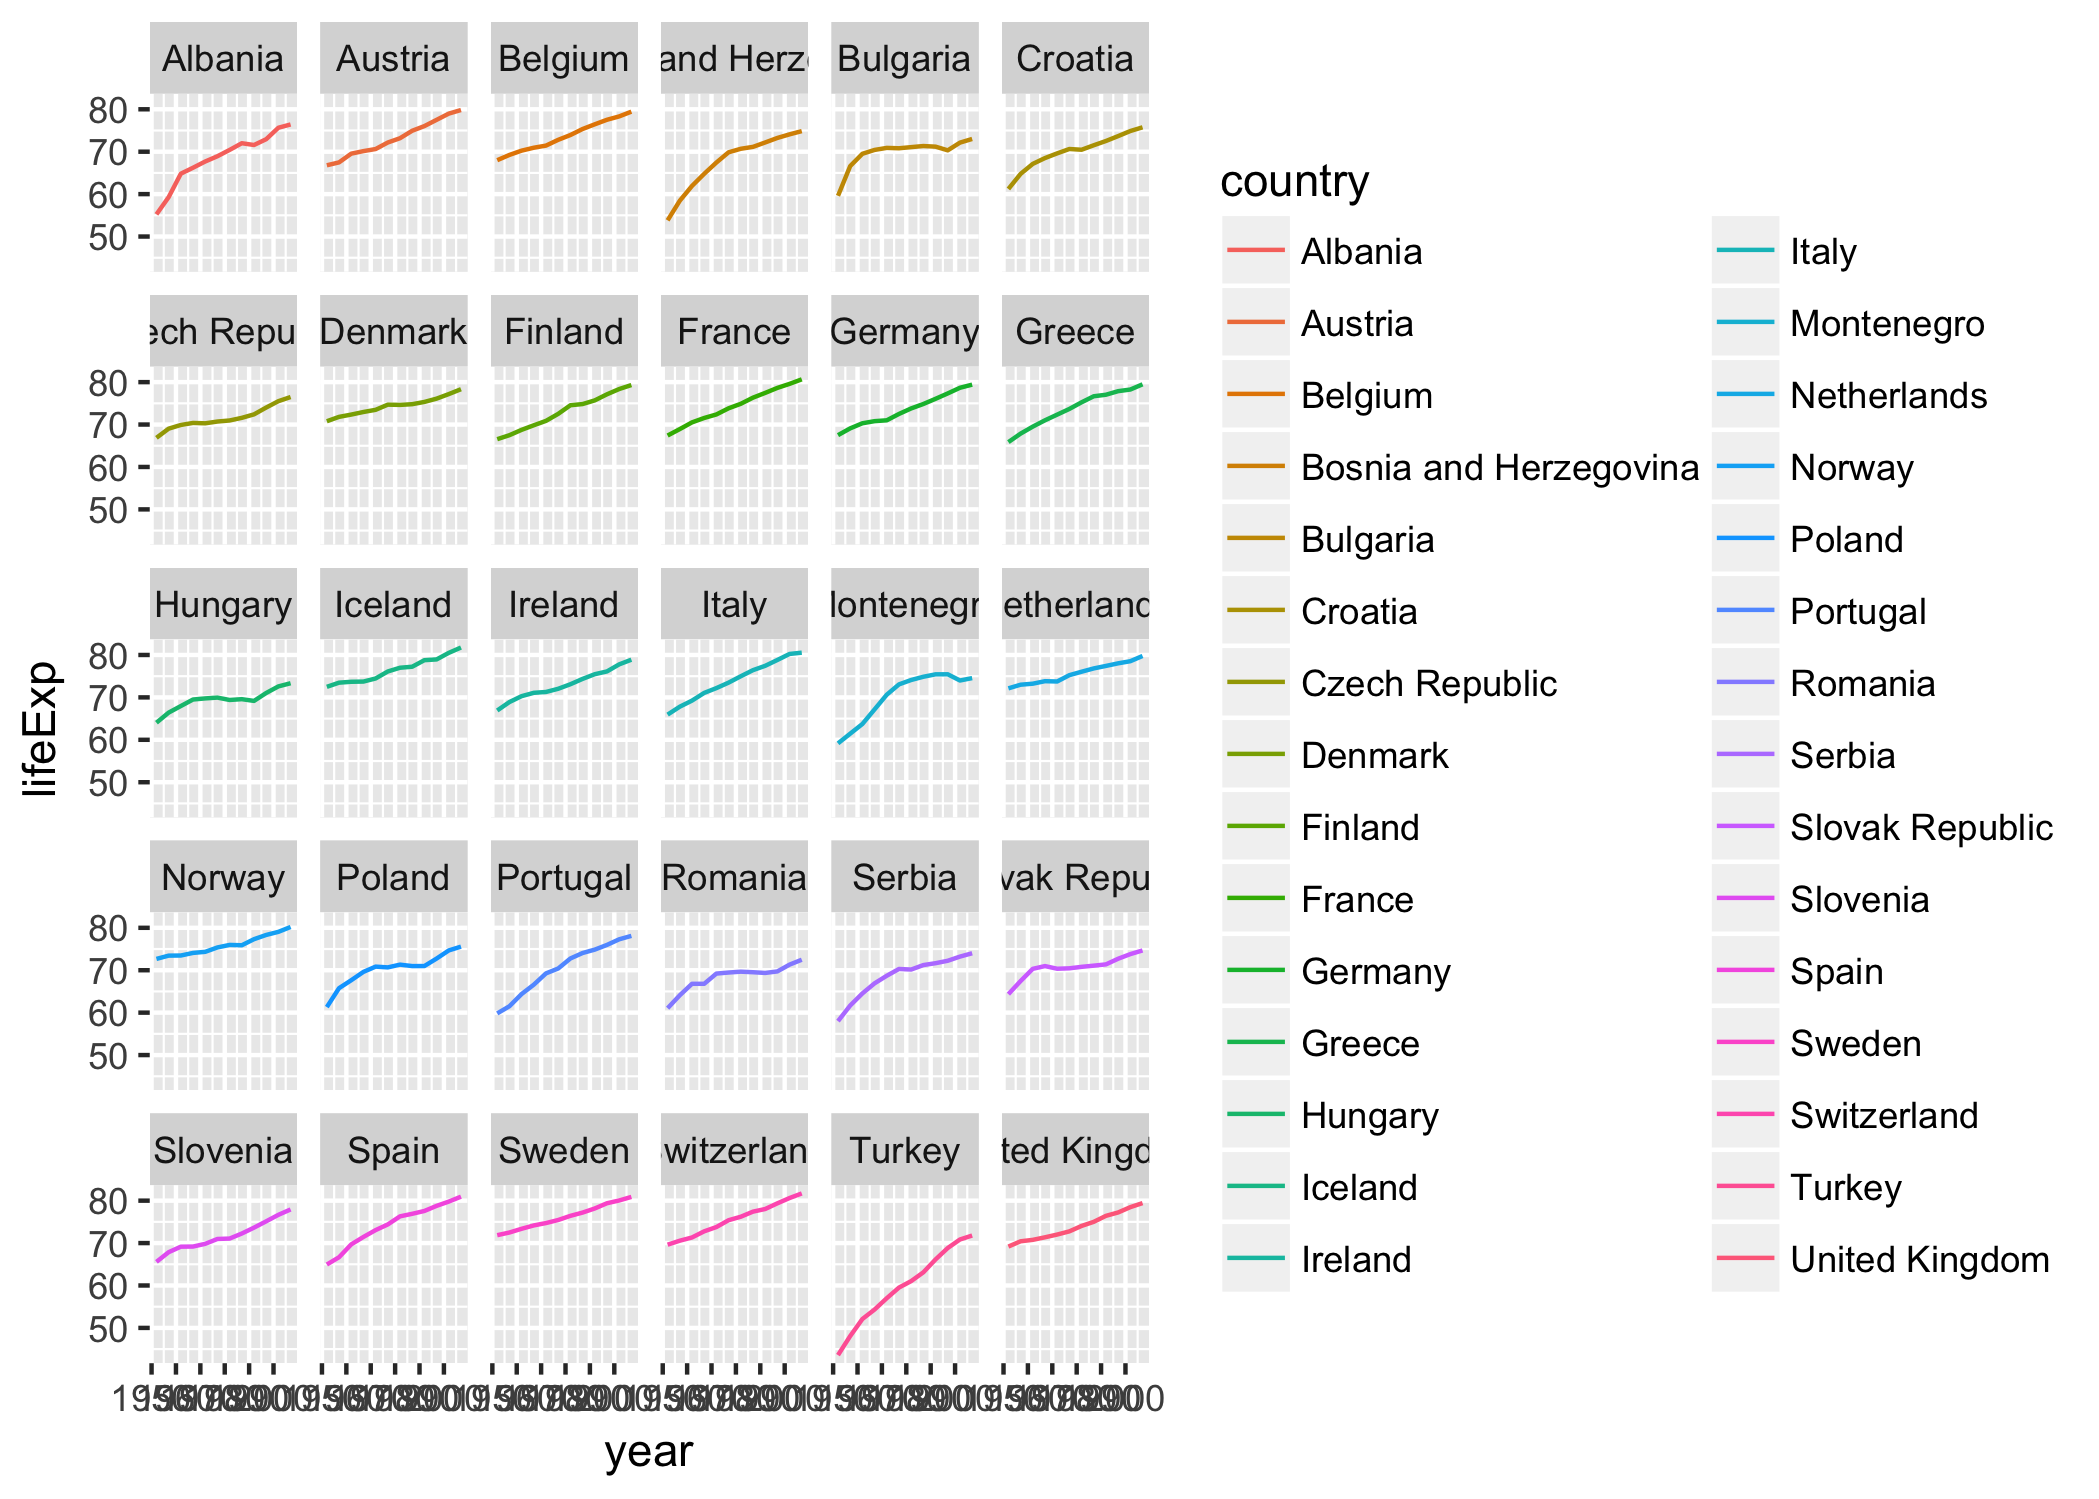 Albania Austria Belgium and Herze Bulgaria Croatia
80
70
60
50
ech Repu Denmark Finland France Germany Greece
80
70
60
50
Hungary Iceland Ireland Italy Montenegr etherland
80
70
60
50
Norway Poland Portugal Romania Serbia vak Repu
80
70
60
50
Slovenia Spain Sweden witzerlan Turkey ted Kingd
80
70
60
50
lifeExp
year
country
Albania
Austria
Belgium
Bosnia and Herzegovina
Bulgaria
Croatia
Czech Republic
Denmark
Finland
France
Germany
Greece
Hungary
Iceland
Ireland
Italy
Montenegro
Netherlands
Norway
Poland
Portugal
Romania
Serbia
Slovak Republic
Slovenia
Spain
Sweden
Switzerland
Turkey
United Kingdom